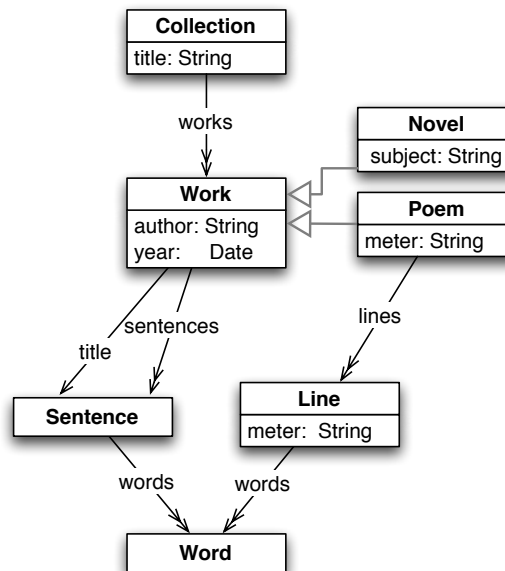 Collection
title: String
works
Novel
subject: String
Work
author: String
year: Date
Poem
meter: String
sentences
title
lines
Sentence
Line
meter: String
words
words
Word